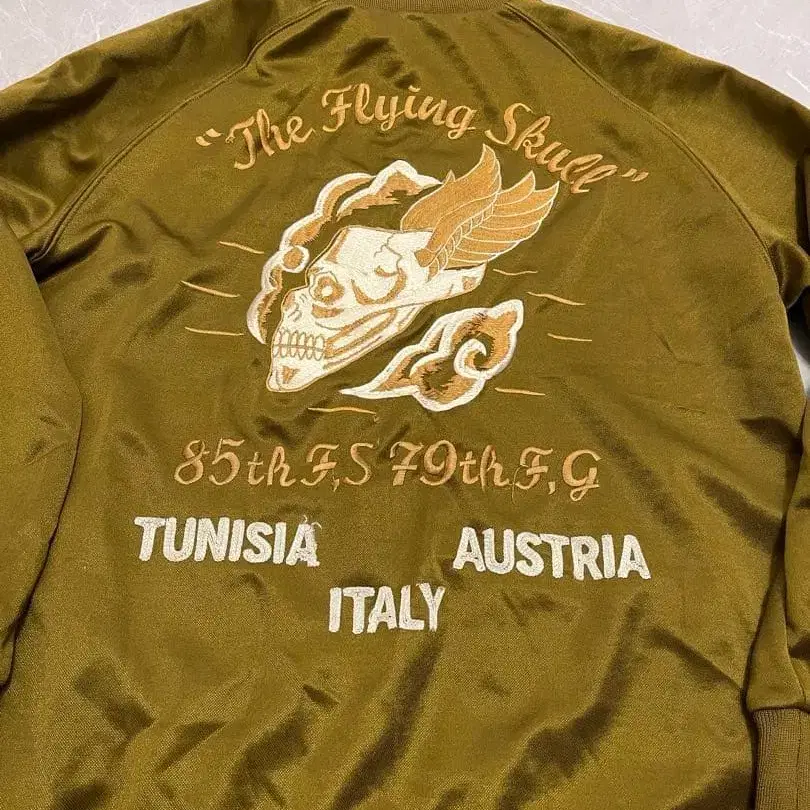 "The Flying Skull"
85th F,S 79th F,G
TUNISIA AUSTRIA
ITALY